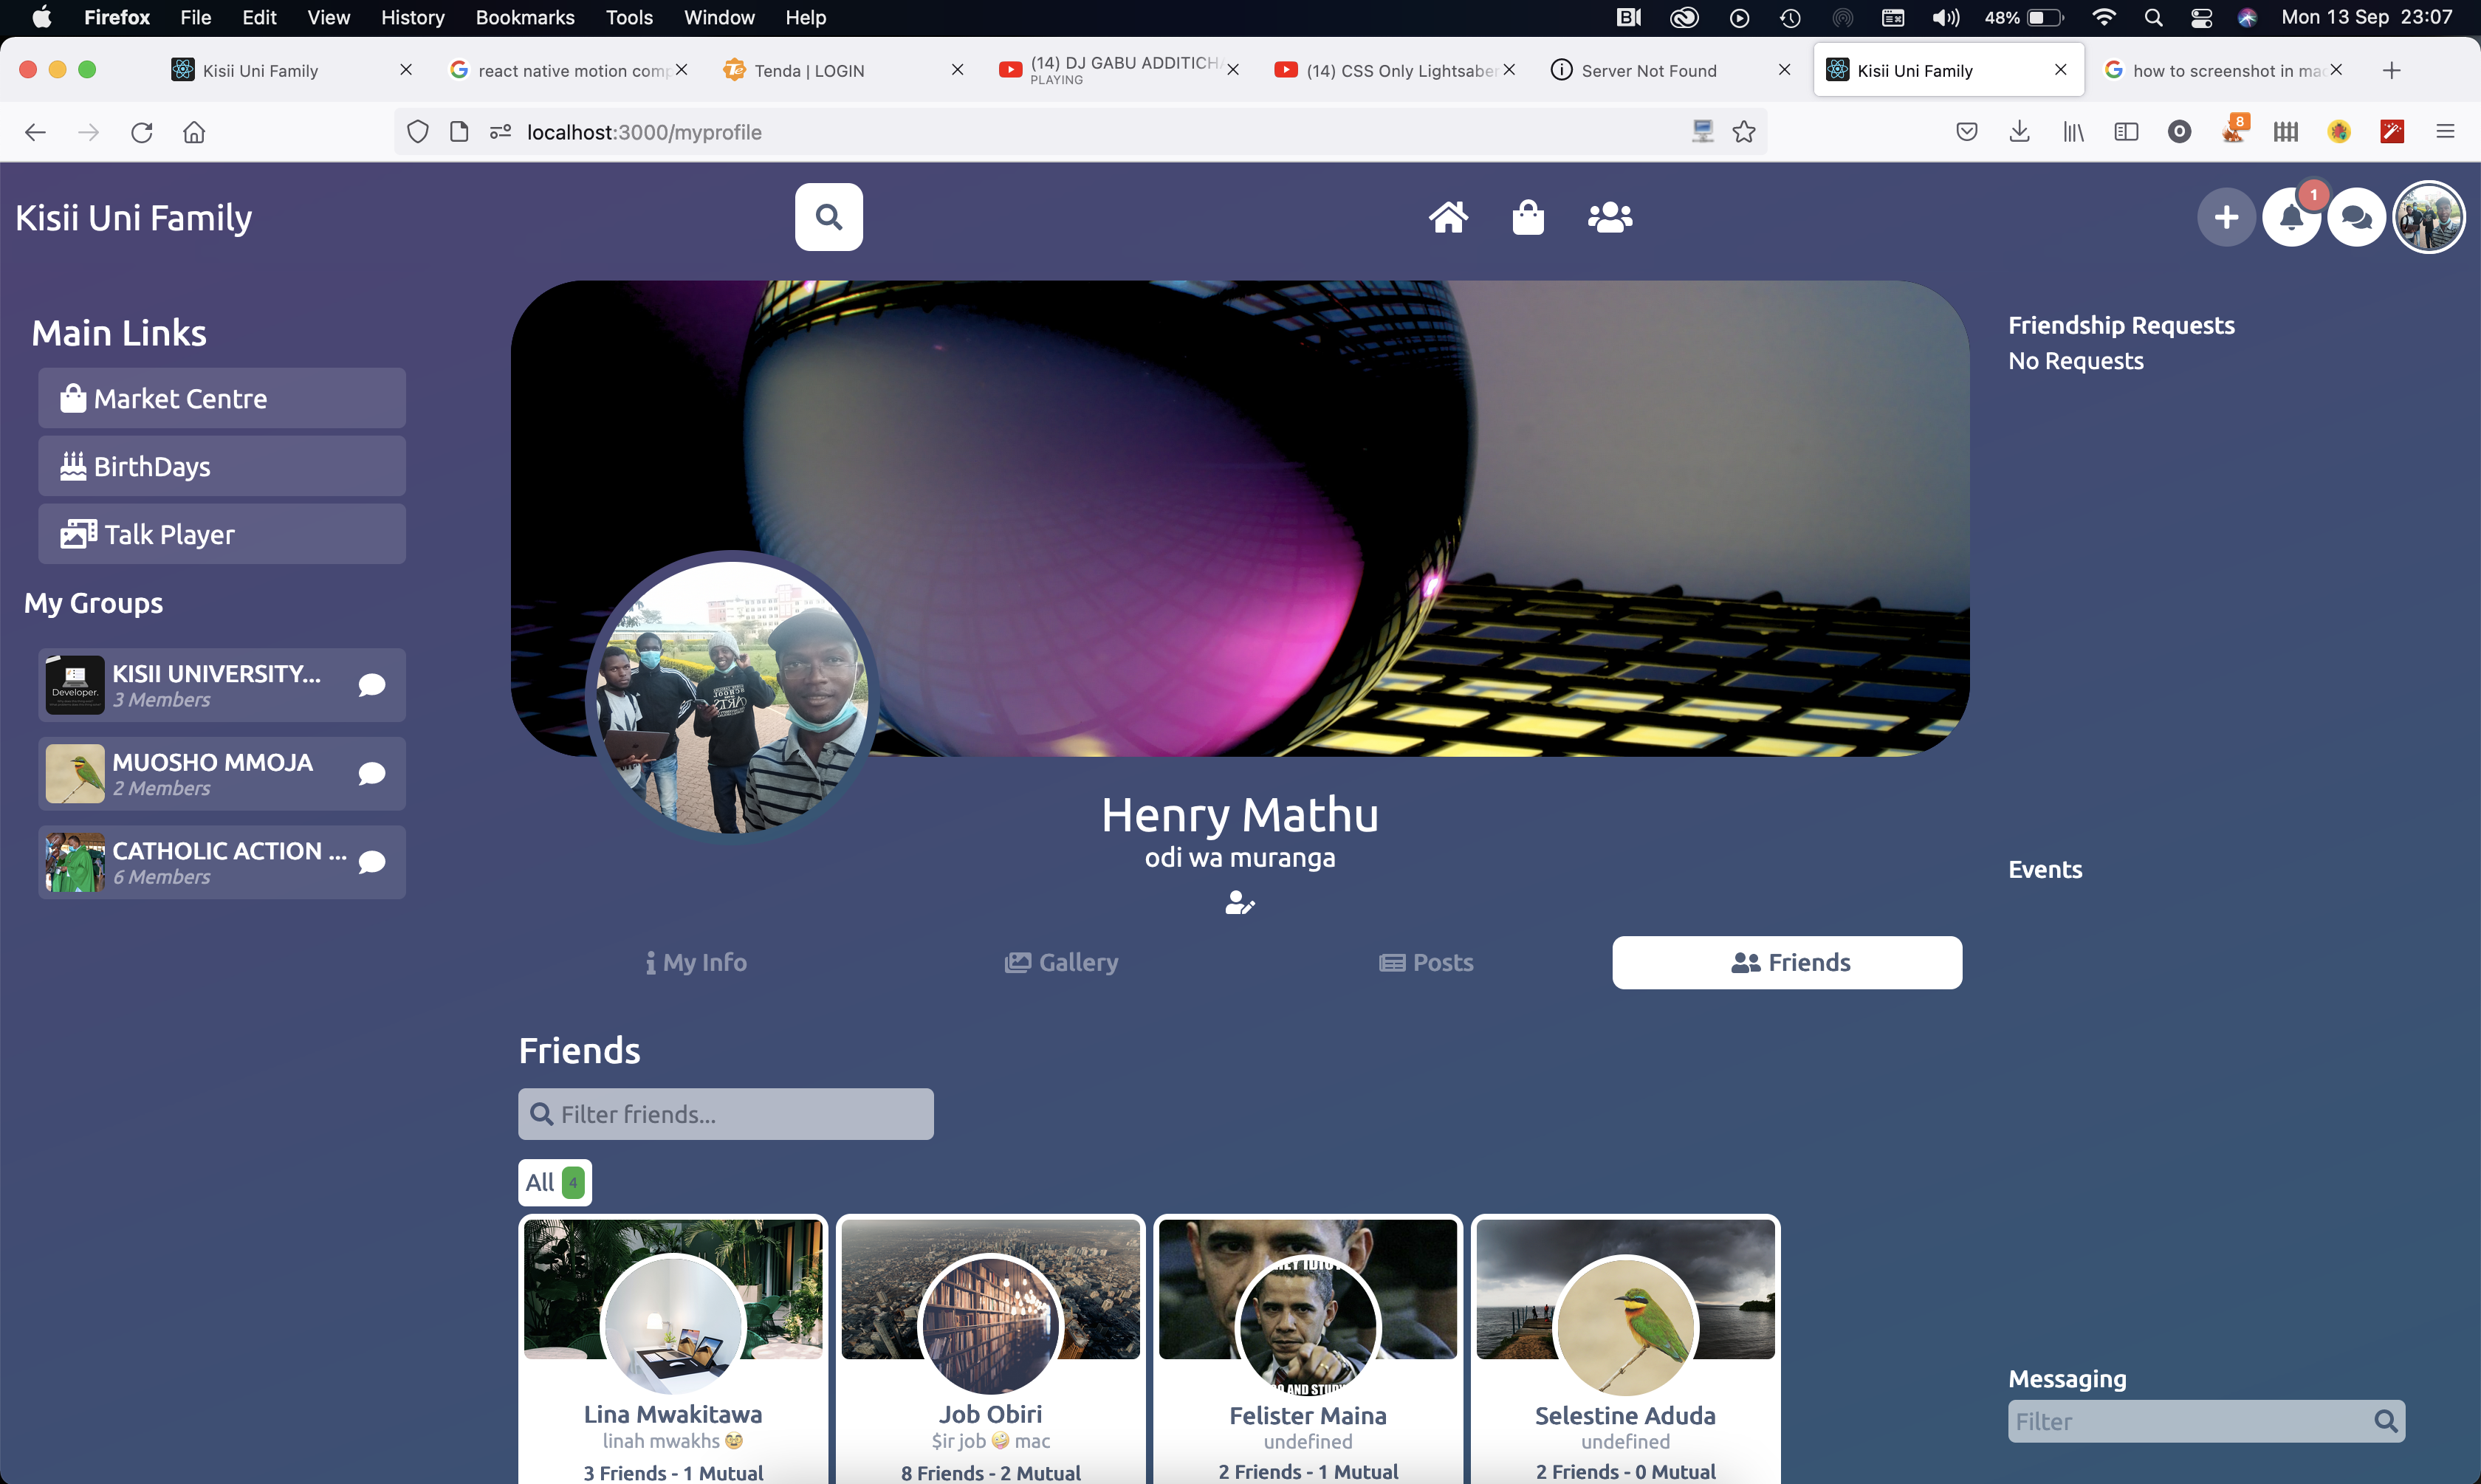 Firefox File Edit View History Bookmarks Tools Window Help 48% Mon 13 Sep 23:07
Kisii Uni Family
react native motion comp
Tenda | LOGIN
(14) DJ GABU ADDITICHA
PLAYING
(14) CSS Only Lightsaber
Server Not Found
Kisii Uni Family
how to screenshot in ma
localhost:3000/myprofile
8
Kisii Uni Family
1
Main Links
Market Centre
BirthDays
Talk Player
My Groups
Developer.
KISII UNIVERSITY...
3 Members
MUOSHO MMOJA
2 Members
CATHOLIC ACTION ...
6 Members
Henry Mathu
odi wa muranga
My Info
Gallery
Posts
Friends
Friends
Filter friends...
All 4
Lina Mwakitawa
linah mwakhs 🥸
3 Friends - 1 Mutual
Job Obiri
$ir job 🤪 mac
8 Friends - 2 Mutual
AND
Felister Maina
undefined
2 Friends - 1 Mutual
Selestine Aduda
undefined
2 Friends - 0 Mutual
Friendship Requests
No Requests
Events
Messaging
Filter